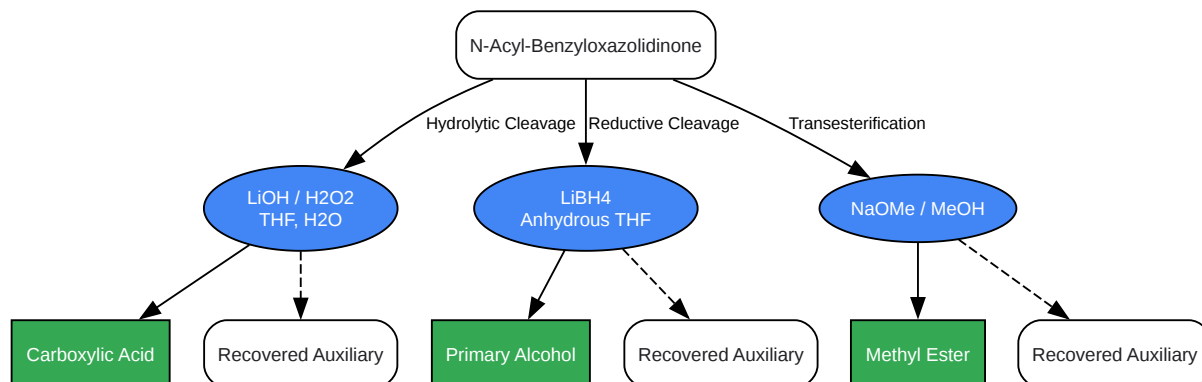 N-Acyl-Benzyloxazolidinone
Hydrolytic Cleavage
Reductive Cleavage
Transesterification
LiOH / H2O2
THF, H2O
LiBH4
Anhydrous THF
NaOMe / MeOH
Carboxylic Acid
Recovered Auxiliary
Primary Alcohol
Recovered Auxiliary
Methyl Ester
Recovered Auxiliary